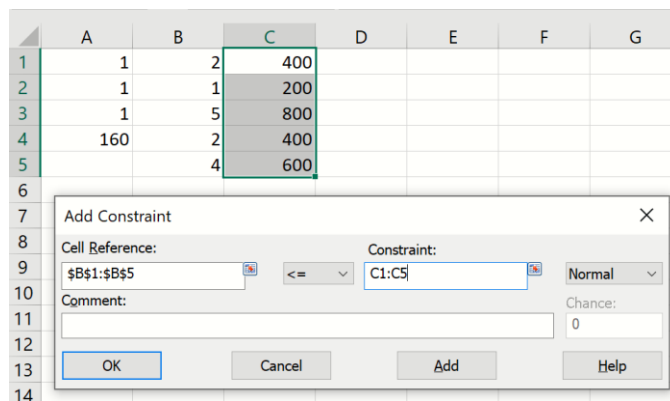 A B C D E F G
1 1 2 400
2 1 1 200
3 1 5 800
4 160 2 400
5 4 600
6
7 Add Constraint
8 Cell Reference: Constraint:
9 $B$1:$B$5 <= C1:C5 Normal
10 Comment: Chance:
11 0
12
13 OK Cancel Add Help
14